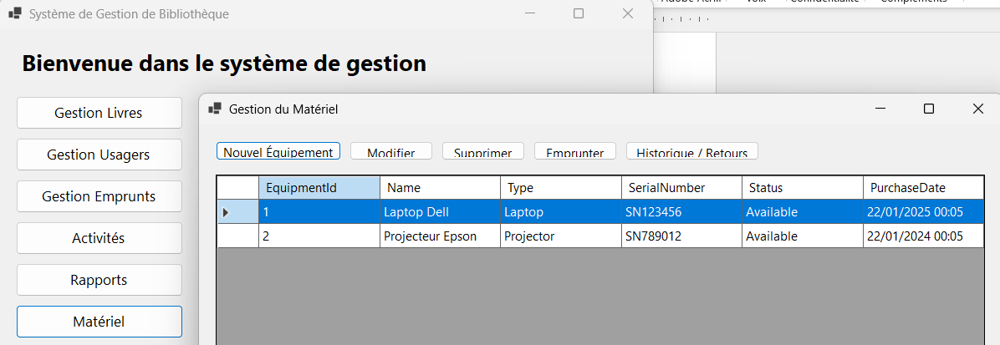 Système de Gestion de Bibliothèque
Bienvenue dans le système de gestion
Gestion Livres
Gestion Usagers
Gestion Emprunts
Activités
Rapports
Matériel
Gestion du Matériel
Nouvel Équipement Modifier Supprimer Emprunter Historique / Retours
EquipmentId Name Type SerialNumber Status PurchaseDate
1 Laptop Dell Laptop SN123456 Available 22/01/2025 00:05
2 Projecteur Epson Projector SN789012 Available 22/01/2024 00:05